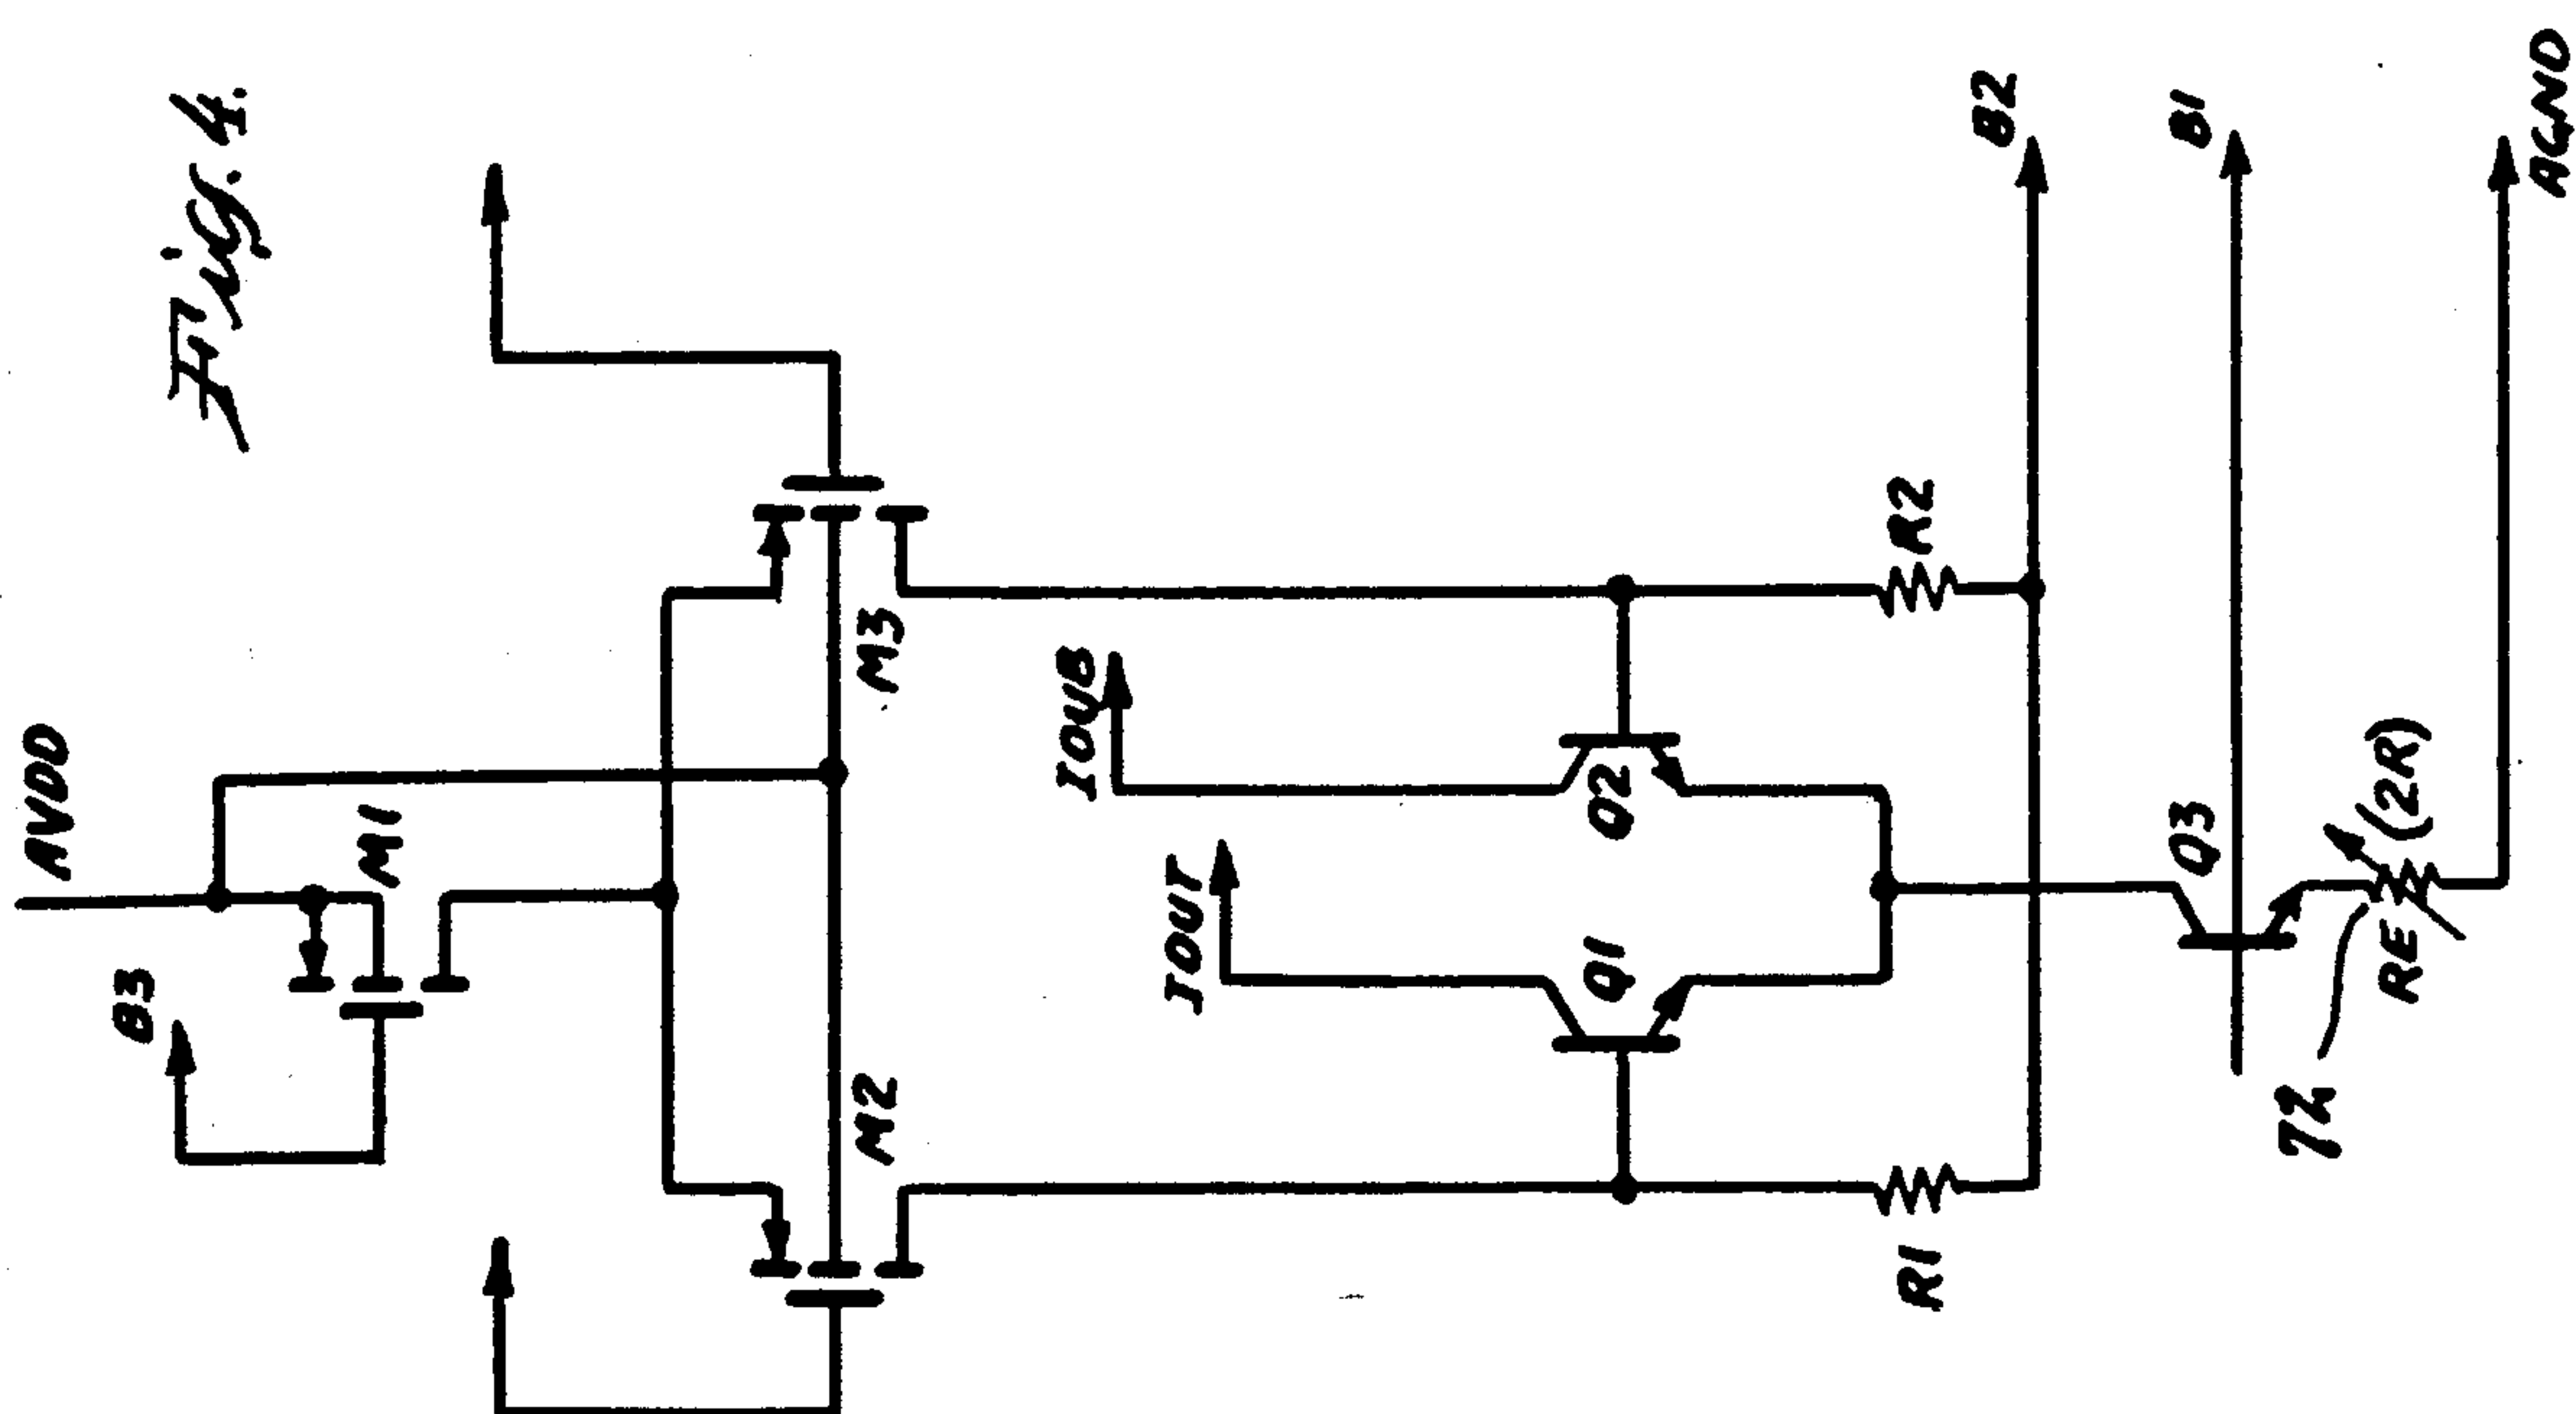 Fig. 4.
AVDD
B3
M1
M2
M3
IOUB
IOUT
Q1
Q2
R1
R2
B2
B1
Q3
RE (2R)
72
AGND